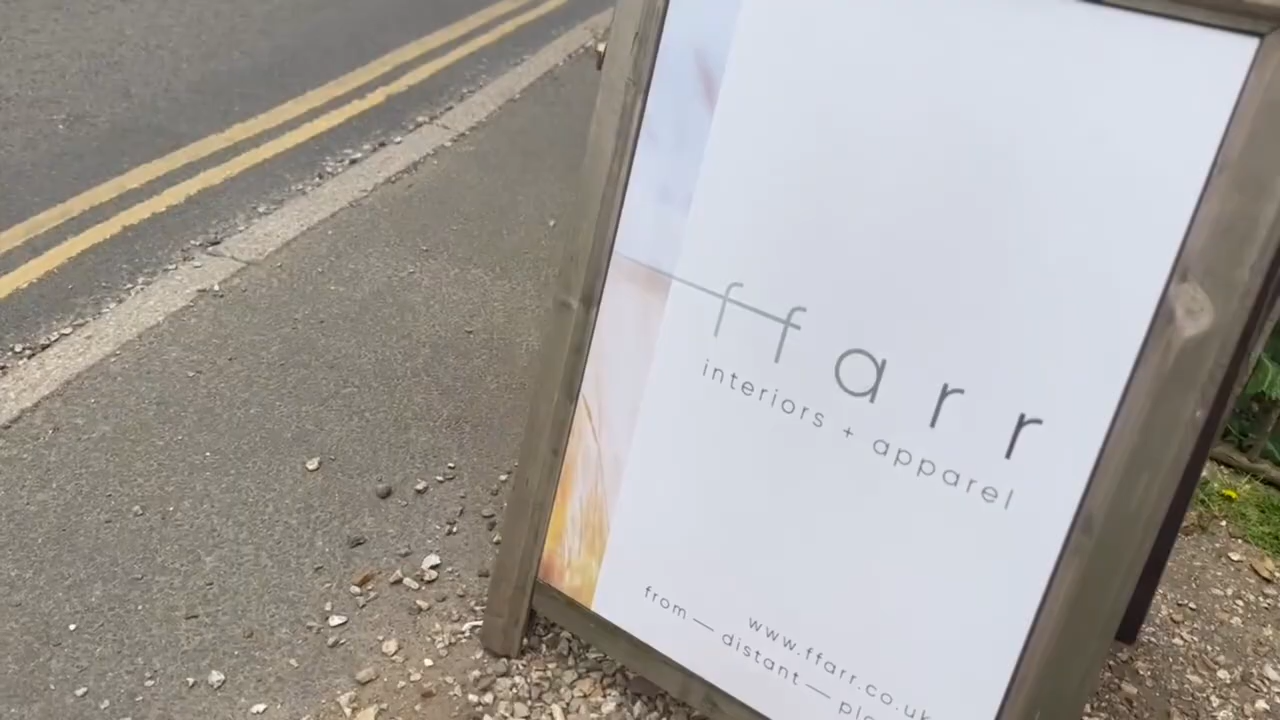 ffarr
interiors + apparel
www.ffarr.co.uk
from — distant —